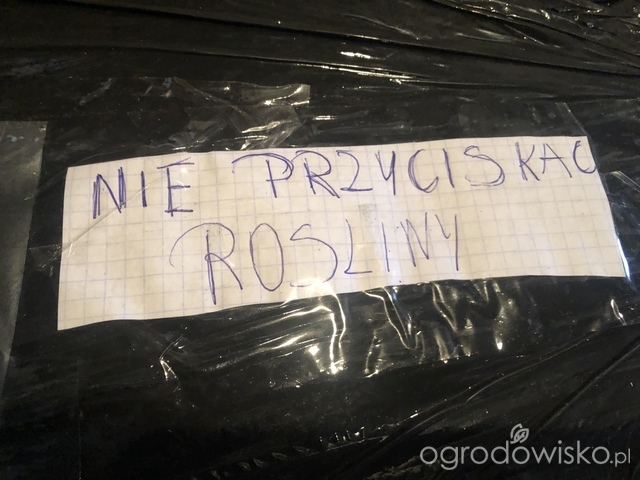 NIE PRZYCISKAC
ROSLINY
ogrodowisko.pl